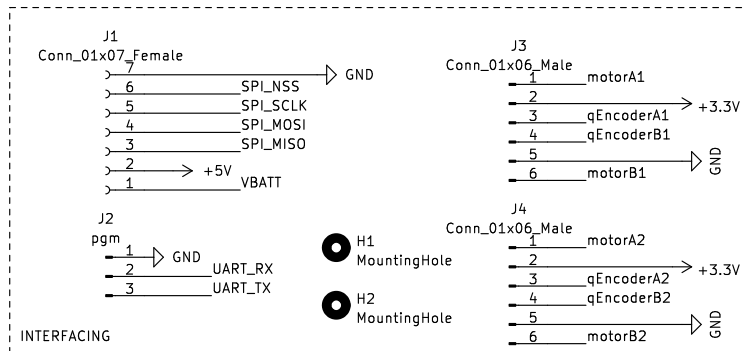 J1
Conn_01x07_Female
7 GND
6 SPI_NSS
5 SPI_SCLK
4 SPI_MOSI
3 SPI_MISO
2 +5V
1 VBATT
J2
pgm
1 GND
2 UART_RX
3 UART_TX
H1
MountingHole
H2
MountingHole
J3
Conn_01x06_Male
1 motorA1
2 +3.3V
3 qEncoderA1
4 qEncoderB1
5 GND
6 motorB1
J4
Conn_01x06_Male
1 motorA2
2 +3.3V
3 qEncoderA2
4 qEncoderB2
5 GND
6 motorB2
INTERFACING